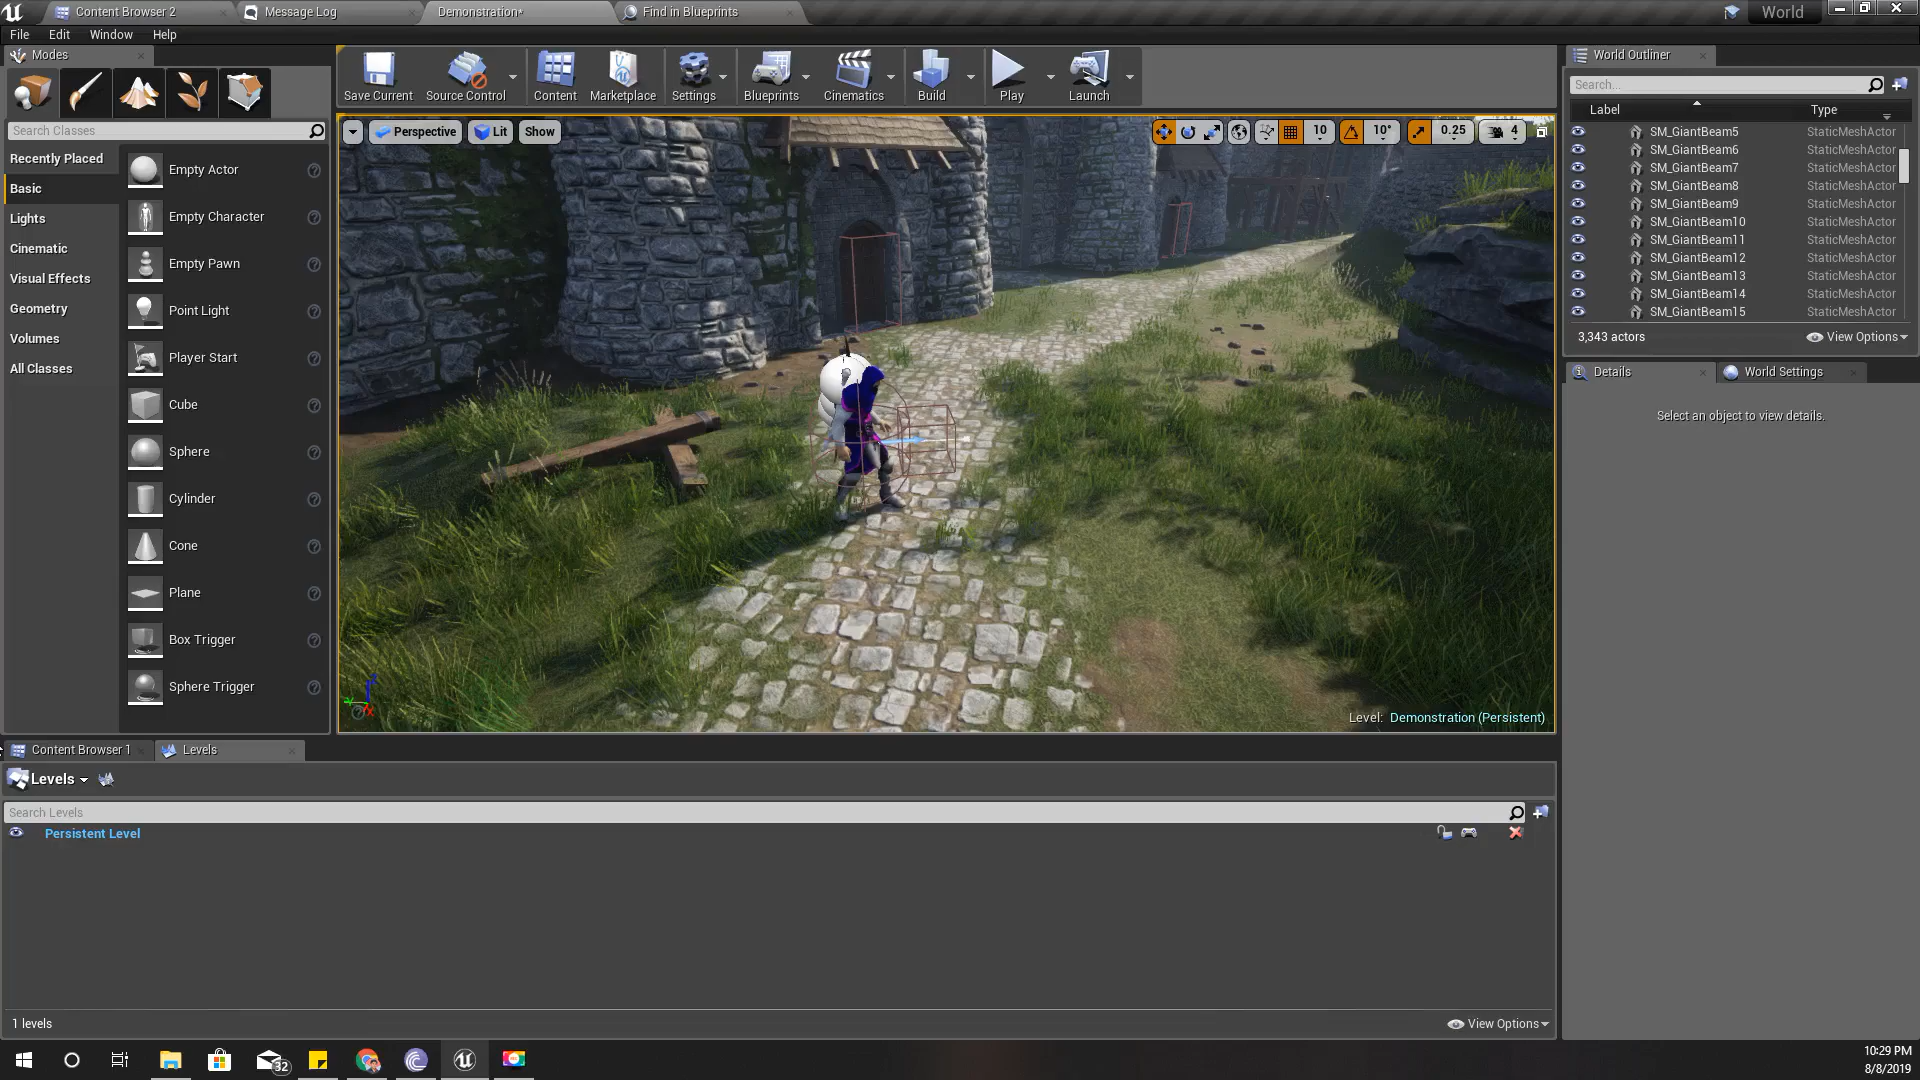 Content Browser 2
Message Log
Demonstration*
Find in Blueprints
World
File Edit Window Help
Modes
Search Classes
Recently Placed
Basic
Lights
Cinematic
Visual Effects
Geometry
Volumes
All Classes
Empty Actor
Empty Character
Empty Pawn
Point Light
Player Start
Cube
Sphere
Cylinder
Cone
Plane
Box Trigger
Sphere Trigger
Save Current
Source Control
Content
Marketplace
Settings
Blueprints
Cinematics
Build
Play
Launch
Perspective
Lit
Show
10
10°
0.25
4
Level: Demonstration (Persistent)
World Outliner
Search...
Label Type
SM_GiantBeam5 StaticMeshActor
SM_GiantBeam6 StaticMeshActor
SM_GiantBeam7 StaticMeshActor
SM_GiantBeam8 StaticMeshActor
SM_GiantBeam9 StaticMeshActor
SM_GiantBeam10 StaticMeshActor
SM_GiantBeam11 StaticMeshActor
SM_GiantBeam12 StaticMeshActor
SM_GiantBeam13 StaticMeshActor
SM_GiantBeam14 StaticMeshActor
SM_GiantBeam15 StaticMeshActor
3,343 actors
View Options
Details
World Settings
Select an object to view details.
Content Browser 1
Levels
Levels
Search Levels
Persistent Level
1 levels
View Options
32
10:29 PM
8/8/2019